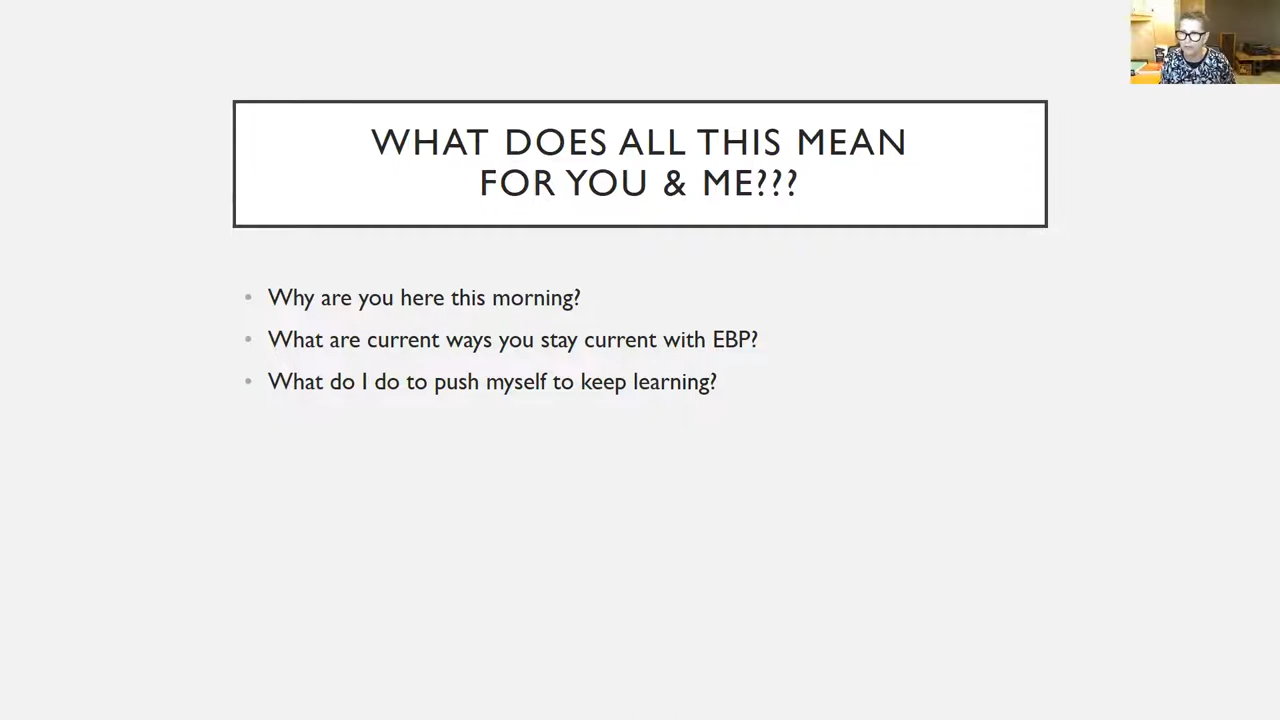 WHAT DOES ALL THIS MEAN
FOR YOU & ME???
• Why are you here this morning?
• What are current ways you stay current with EBP?
• What do I do to push myself to keep learning?